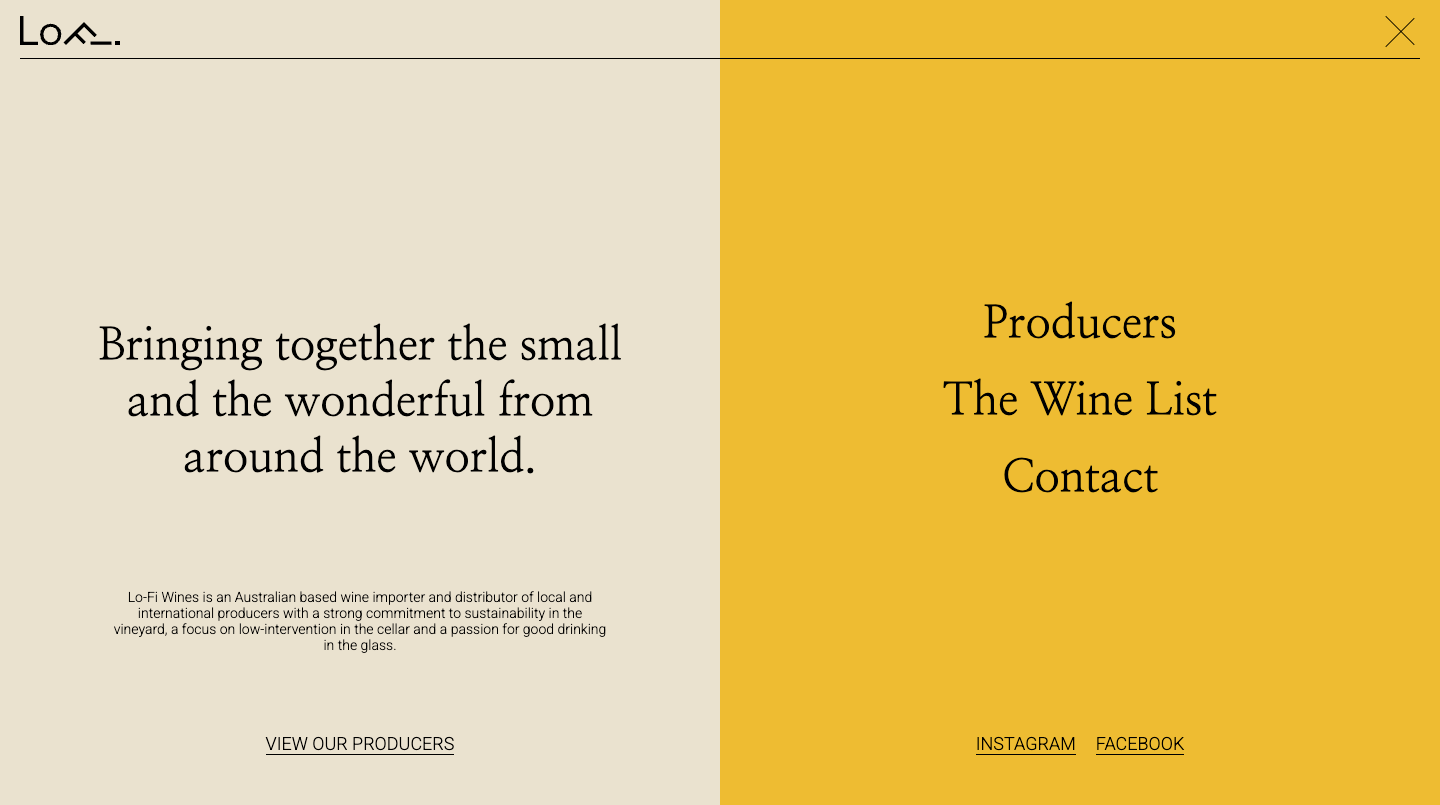 Lo
Bringing together the small
and the wonderful from
around the world.
Lo-Fi Wines is an Australian based wine importer and distributor of local and
international producers with a strong commitment to sustainability in the
vineyard, a focus on low-intervention in the cellar and a passion for good drinking
in the glass.
VIEW OUR PRODUCERS
Producers
The Wine List
Contact
INSTAGRAM FACEBOOK